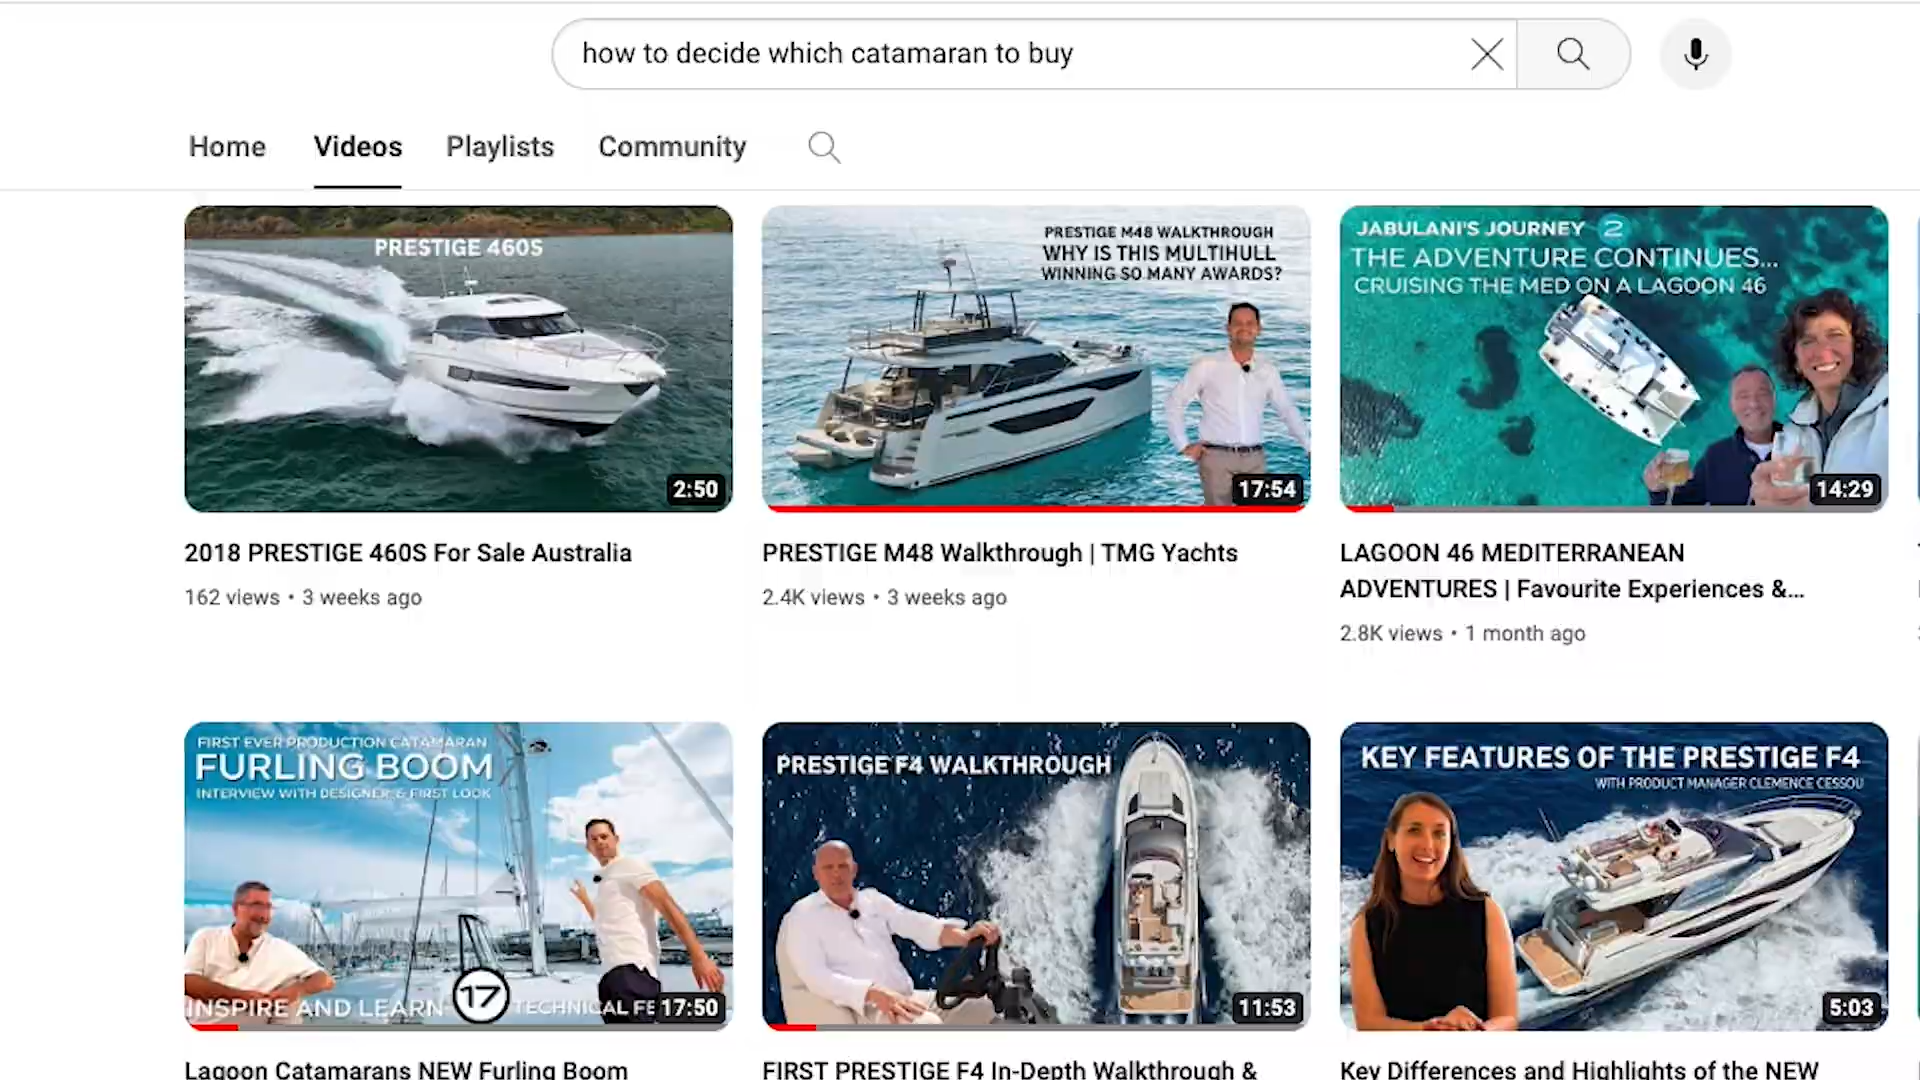 how to decide which catamaran to buy
Home Videos Playlists Community
PRESTIGE 460S
2:50
PRESTIGE M48 WALKTHROUGH
WHY IS THIS MULTIHULL
WINNING SO MANY AWARDS?
17:54
JABULANI'S JOURNEY 2
THE ADVENTURE CONTINUES...
CRUISING THE MED ON A LAGOON 46
14:29
2018 PRESTIGE 460S For Sale Australia
162 views • 3 weeks ago
PRESTIGE M48 Walkthrough | TMG Yachts
2.4K views • 3 weeks ago
LAGOON 46 MEDITERRANEAN
ADVENTURES | Favourite Experiences &...
2.8K views • 1 month ago
FIRST EVER PRODUCTION CATAMARAN
FURLING BOOM
INTERVIEW WITH DESIGNER & FIRST LOOK
INSPIRE AND LEARN 17 TECHNICAL FE
17:50
PRESTIGE F4 WALKTHROUGH
11:53
KEY FEATURES OF THE PRESTIGE F4
WITH PRODUCT MANAGER CLEMENCE CESSOU
5:03
Lagoon Catamarans NEW Furling Boom
FIRST PRESTIGE F4 In-Depth Walkthrough &
Key Differences and Highlights of the NEW